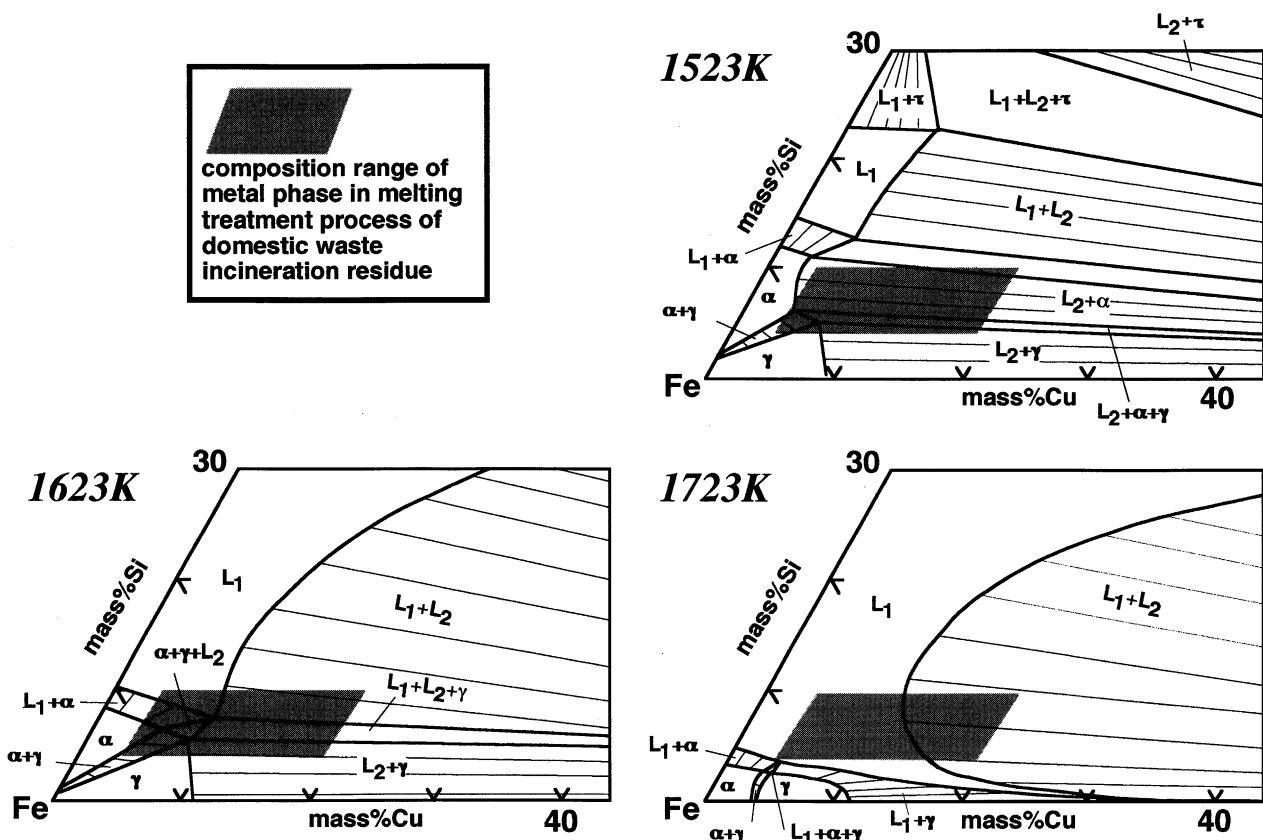 composition range of
metal phase in melting
treatment process of
domestic waste
incineration residue
1523K
30
L2+τ
L1+τ
L1+L2+τ
mass%Si
L1
L1+L2
L1+α
α
L2+α
α+γ
γ
L2+γ
Fe
mass%Cu
40
L2+α+γ
1623K
30
mass%Si
L1
L1+L2
α+γ+L2
L1+L2+γ
L1+α
α
α+γ
γ
L2+γ
Fe
mass%Cu
40
1723K
30
mass%Si
L1
L1+L2
L1+α
α
γ
Fe
α+γ
L1+α+γ
L1+γ
mass%Cu
40